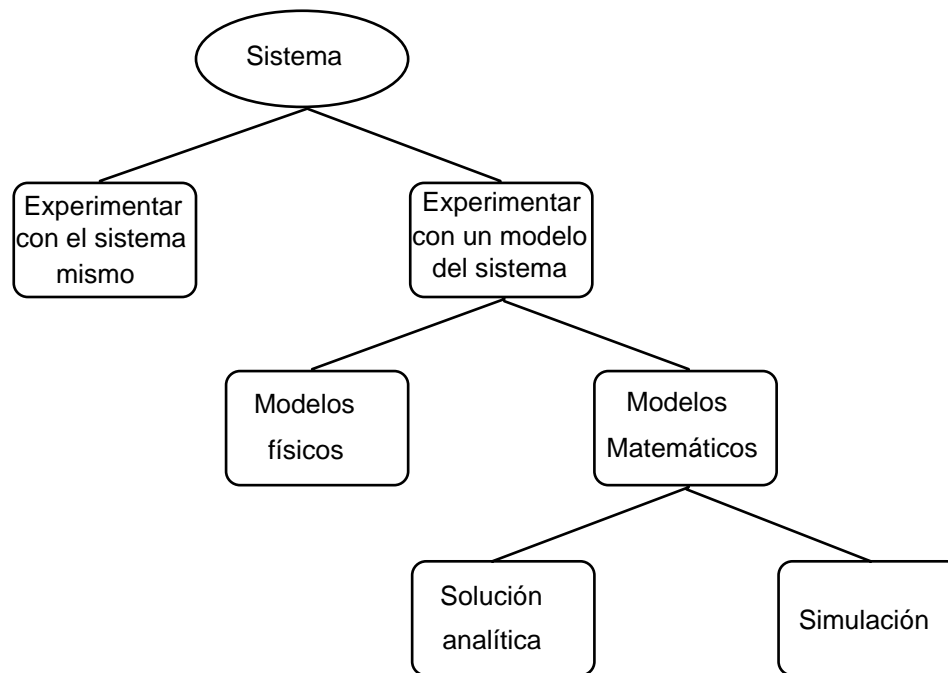 Sistema
Experimentar
con el sistema
mismo
Experimentar
con un modelo
del sistema
Modelos
físicos
Modelos
Matemáticos
Solución
analítica
Simulación